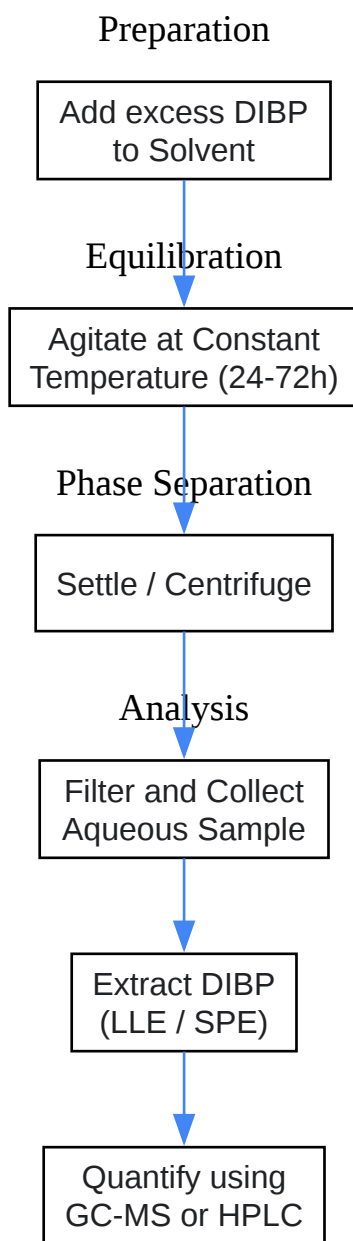 Preparation
Add excess DIBP
to Solvent
Equilibration
Agitate at Constant
Temperature (24-72h)
Phase Separation
Settle / Centrifuge
Analysis
Filter and Collect
Aqueous Sample
Extract DIBP
(LLE / SPE)
Quantify using
GC-MS or HPLC